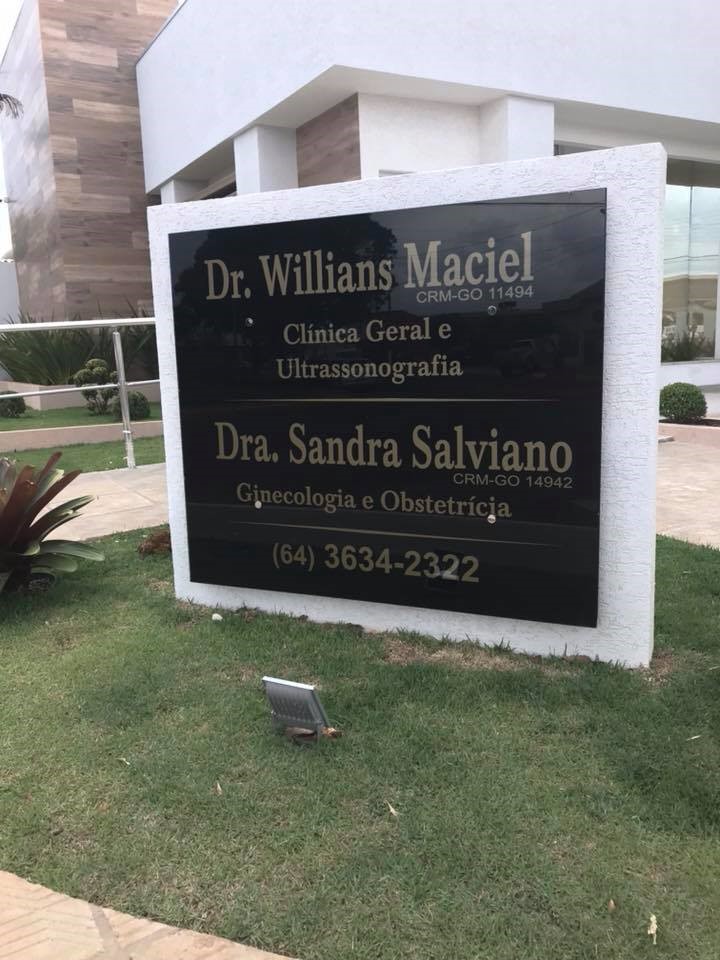 Dr. Willians Maciel
CRM-GO 11494
Clínica Geral e
Ultrassonografia
Dra. Sandra Salviano
CRM-GO 14942
Ginecologia e Obstetrícia
(64) 3634-2322